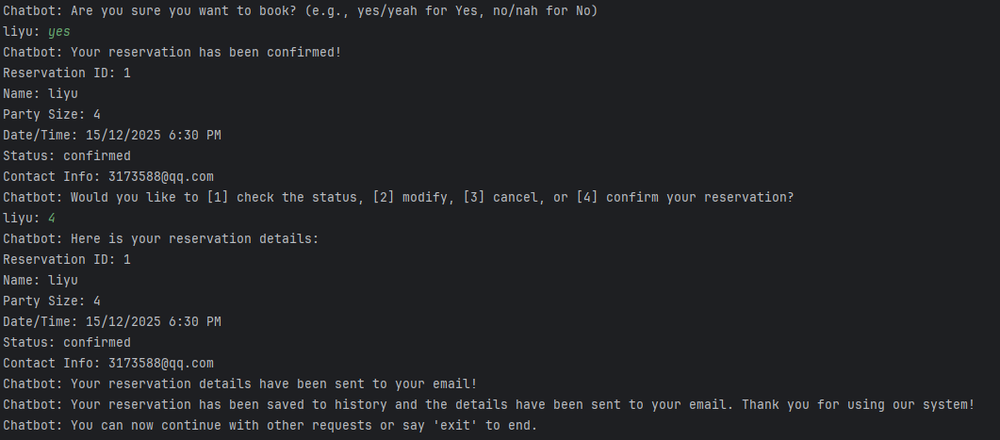 Chatbot: Are you sure you want to book? (e.g., yes/yeah for Yes, no/nah for No)
liyu: yes
Chatbot: Your reservation has been confirmed!
Reservation ID: 1
Name: liyu
Party Size: 4
Date/Time: 15/12/2025 6:30 PM
Status: confirmed
Contact Info: 3173588@qq.com
Chatbot: Would you like to [1] check the status, [2] modify, [3] cancel, or [4] confirm your reservation?
liyu: 4
Chatbot: Here is your reservation details:
Reservation ID: 1
Name: liyu
Party Size: 4
Date/Time: 15/12/2025 6:30 PM
Status: confirmed
Contact Info: 3173588@qq.com
Chatbot: Your reservation details have been sent to your email!
Chatbot: Your reservation has been saved to history and the details have been sent to your email. Thank you for using our system!
Chatbot: You can now continue with other requests or say 'exit' to end.